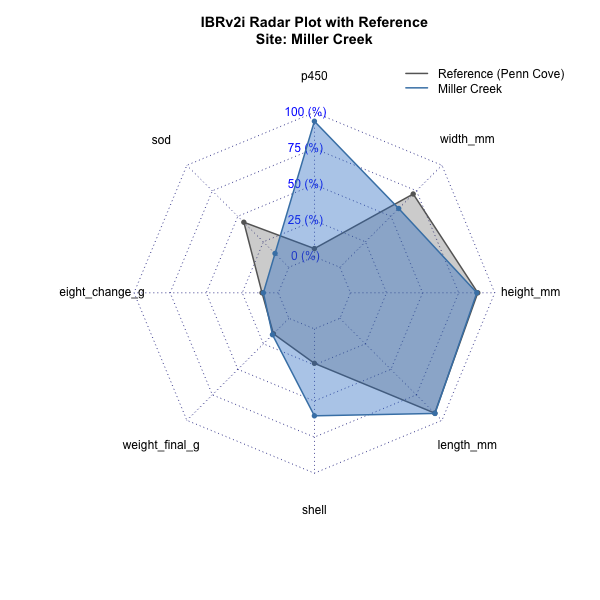 IBRv2i Radar Plot with Reference
Site: Miller Creek
p450
Reference (Penn Cove)
Miller Creek
100 (%)
sod
width_mm
75 (%)
50 (%)
25 (%)
0 (%)
eight_change_g
height_mm
weight_final_g
length_mm
shell